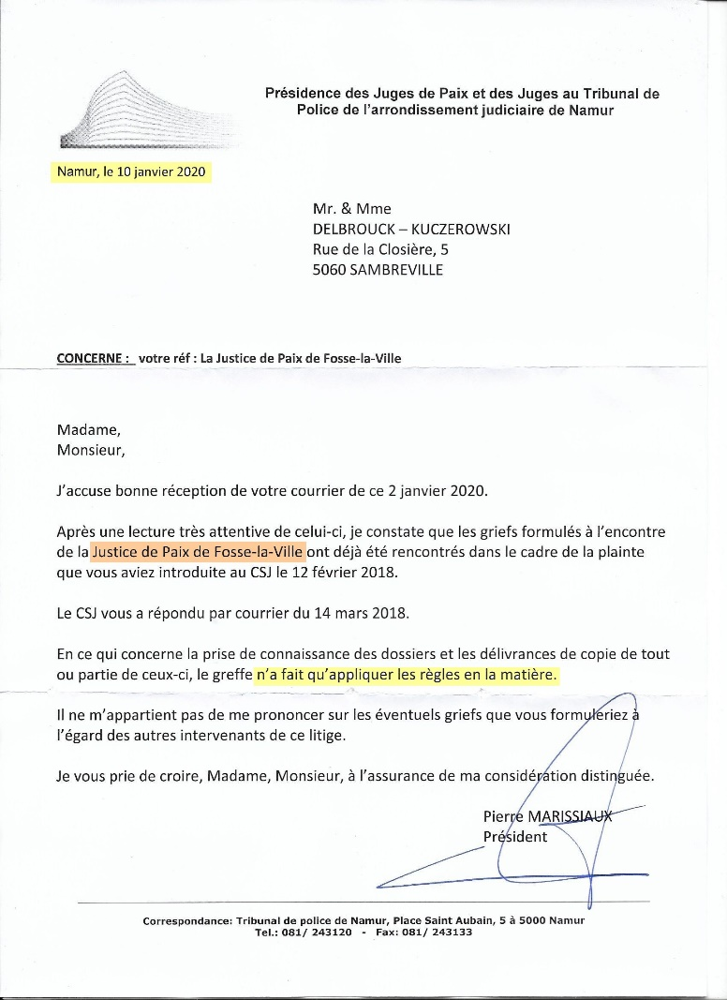 Présidence des Juges de Paix et des Juges au Tribunal de
Police de l'arrondissement judiciaire de Namur
Namur, le 10 janvier 2020
Mr. & Mme
DELBROUCK – KUCZEROWSKI
Rue de la Closière, 5
5060 SAMBREVILLE
CONCERNE : votre réf : La Justice de Paix de Fosse-la-Ville
Madame,
Monsieur,
J'accuse bonne réception de votre courrier de ce 2 janvier 2020.
Après une lecture très attentive de celui-ci, je constate que les griefs formulés à l'encontre
de la Justice de Paix de Fosse-la-Ville ont déjà été rencontrés dans le cadre de la plainte
que vous aviez introduite au CSJ le 12 février 2018.
Le CSJ vous a répondu par courrier du 14 mars 2018.
En ce qui concerne la prise de connaissance des dossiers et les délivrances de copie de tout
ou partie de ceux-ci, le greffe n'a fait qu'appliquer les règles en la matière.
Il ne m'appartient pas de me prononcer sur les éventuels griefs que vous formuleriez à
l'égard des autres intervenants de ce litige.
Je vous prie de croire, Madame, Monsieur, à l'assurance de ma considération distinguée.
Pierre MARISSIAUX
Président
Correspondance: Tribunal de police de Namur, Place Saint Aubain, 5 à 5000 Namur
Tel.: 081/ 243120 - Fax: 081/ 243133